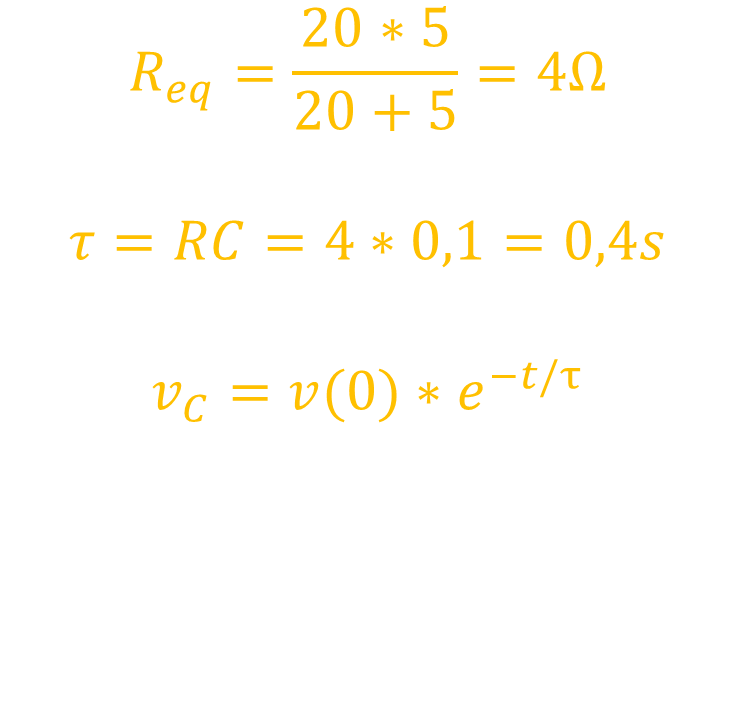 R_eq = (20 * 5)/(20 + 5) = 4Ω
τ = RC = 4 * 0,1 = 0,4s
v_C = v(0) * e^(-t/τ)